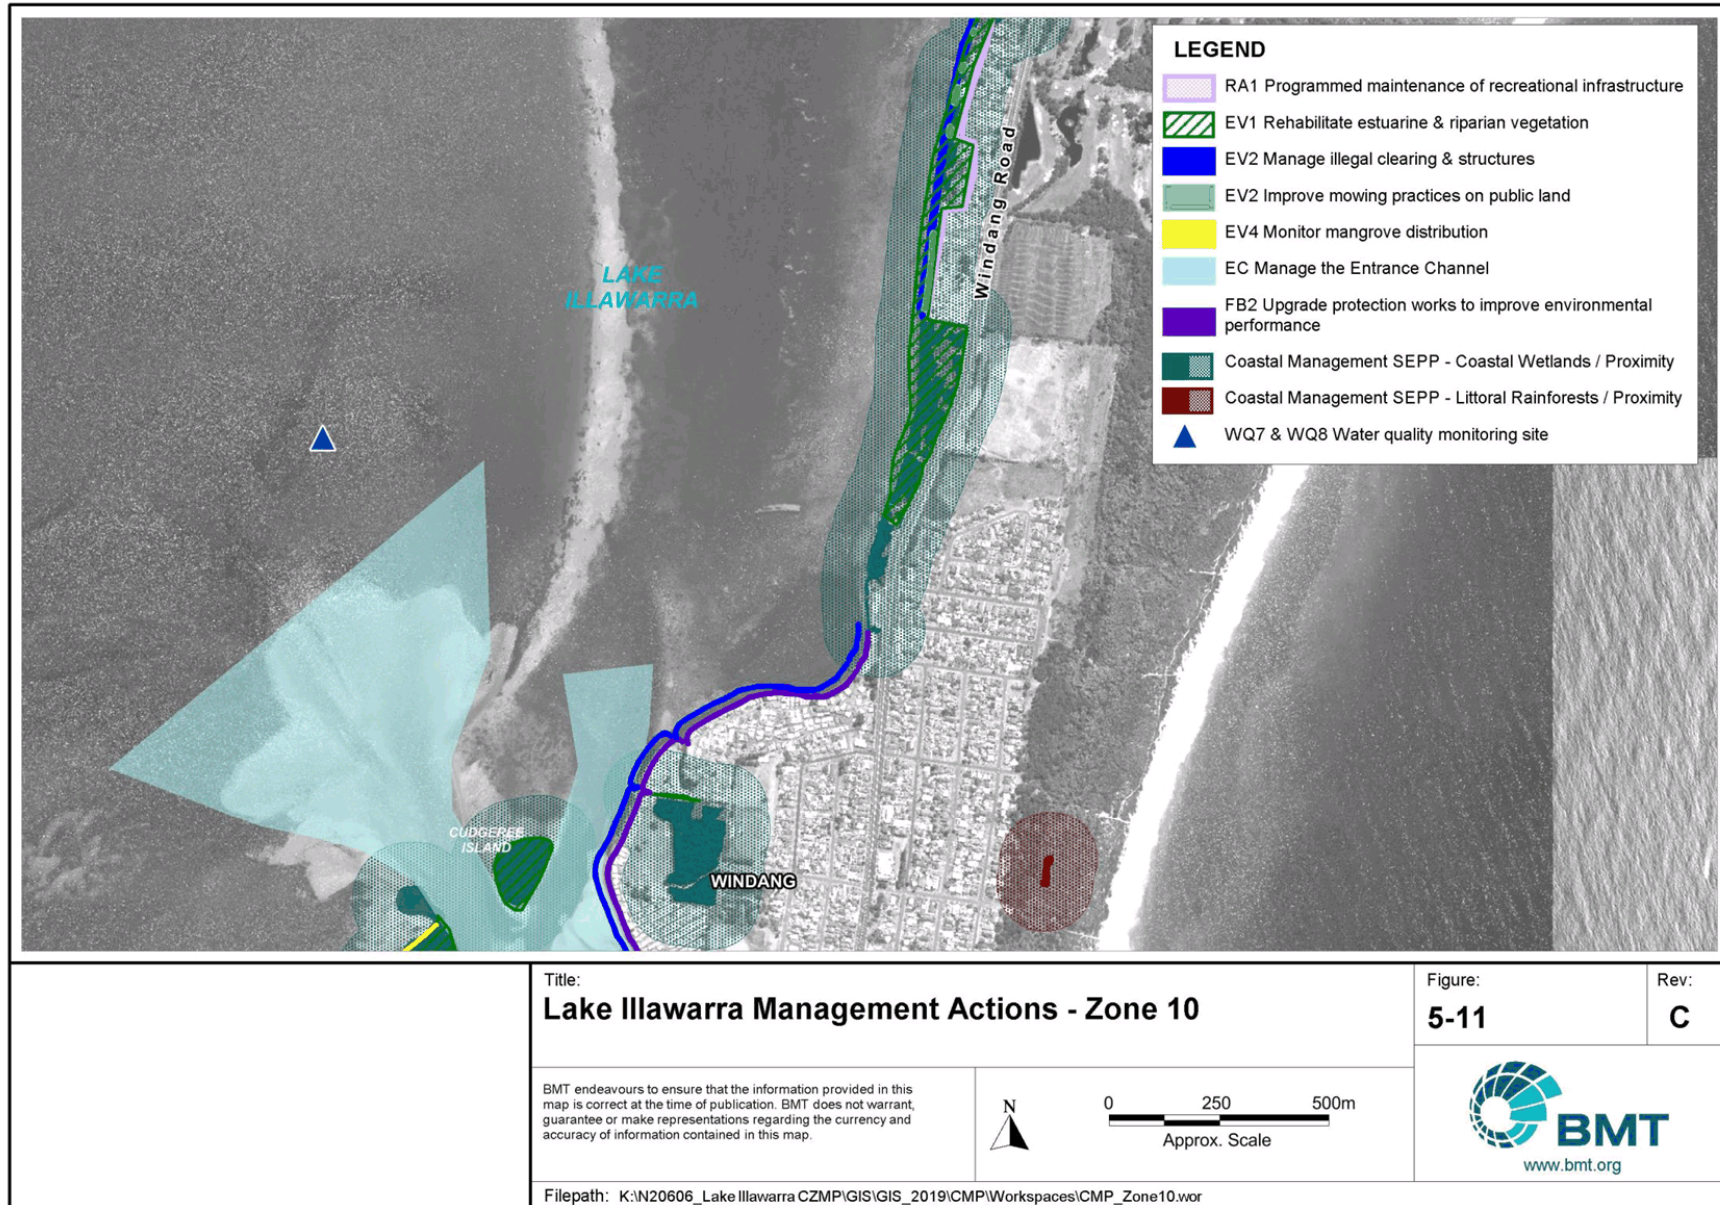 LEGEND
RA1 Programmed maintenance of recreational infrastructure
EV1 Rehabilitate estuarine & riparian vegetation
EV2 Manage illegal clearing & structures
EV2 Improve mowing practices on public land
EV4 Monitor mangrove distribution
EC Manage the Entrance Channel
FB2 Upgrade protection works to improve environmental
performance
Coastal Management SEPP - Coastal Wetlands / Proximity
Coastal Management SEPP - Littoral Rainforests / Proximity
WQ7 & WQ8 Water quality monitoring site
Windang Road
LAKE
ILLAWARRA
CUDGEREE
ISLAND
WINDANG
Title:
Lake Illawarra Management Actions - Zone 10
Figure:
5-11
Rev:
C
BMT endeavours to ensure that the information provided in this
map is correct at the time of publication. BMT does not warrant,
guarantee or make representations regarding the currency and
accuracy of information contained in this map.
N
0 250 500m
Approx. Scale
BMT
www.bmt.org
Filepath: K:\N20606_Lake Illawarra CZMP\GIS\GIS_2019\CMP\Workspaces\CMP_Zone10.wor